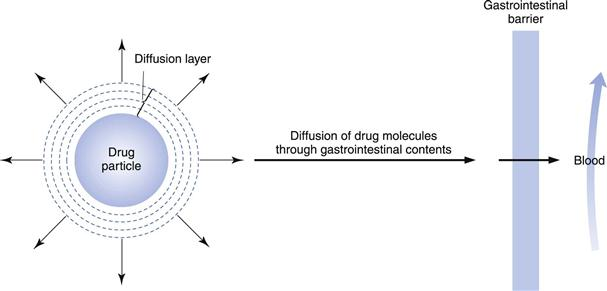 Gastrointestinal
barrier
Diffusion layer
Drug
particle
Diffusion of drug molecules
through gastrointestinal contents
Blood